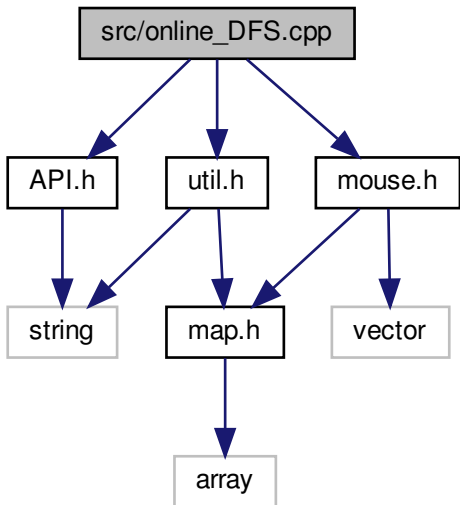 src/online_DFS.cpp
API.h
util.h
mouse.h
string
map.h
vector
array